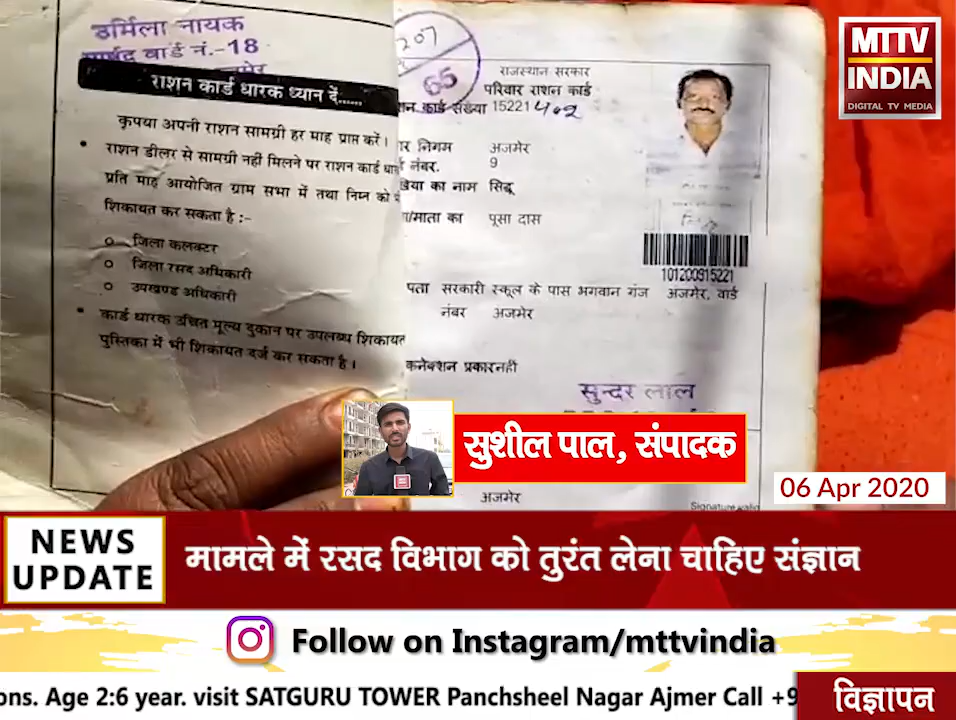 उर्मिला नायक
पार्षद वार्ड नं.-18
अजमेर
राशन कार्ड धारक ध्यान दें.....
कृपया अपनी राशन सामग्री हर माह प्राप्त करें।
राशन डीलर से सामग्री नहीं मिलने पर राशन कार्ड
प्रति माह आयोजित ग्राम सभा में तथा निम्न को
शिकायत कर सकता है :-
जिला कलक्टर
जिला रसद अधिकारी
उपखण्ड अधिकारी
कार्ड धारक उचित मूल्य दुकान पर उपलब्ध शिकायत
पुस्तिका में भी शिकायत दर्ज कर सकता है।
207
65
राजस्थान सरकार
परिवार राशन कार्ड
कार्ड संख्या 15221 402
निगम अजमेर
नंबर. 9
का नाम सिद्धू
/माता का पूसा दास
101200915221
पता सरकारी स्कूल के पास भगवान गंज अजमेर, वार्ड
नंबर अजमेर
कनेक्शन प्रकारनहीं
सुन्दर लाल
अजमेर
Signature valid
MTTV
INDIA
DIGITAL TV MEDIA
सुशील पाल, संपादक
06 Apr 2020
NEWS
UPDATE
मामले में रसद विभाग को तुरंत लेना चाहिए संज्ञान
Follow on Instagram/mttvindia
ons. Age 2:6 year. visit SATGURU TOWER Panchsheel Nagar Ajmer Call +9
विज्ञापन